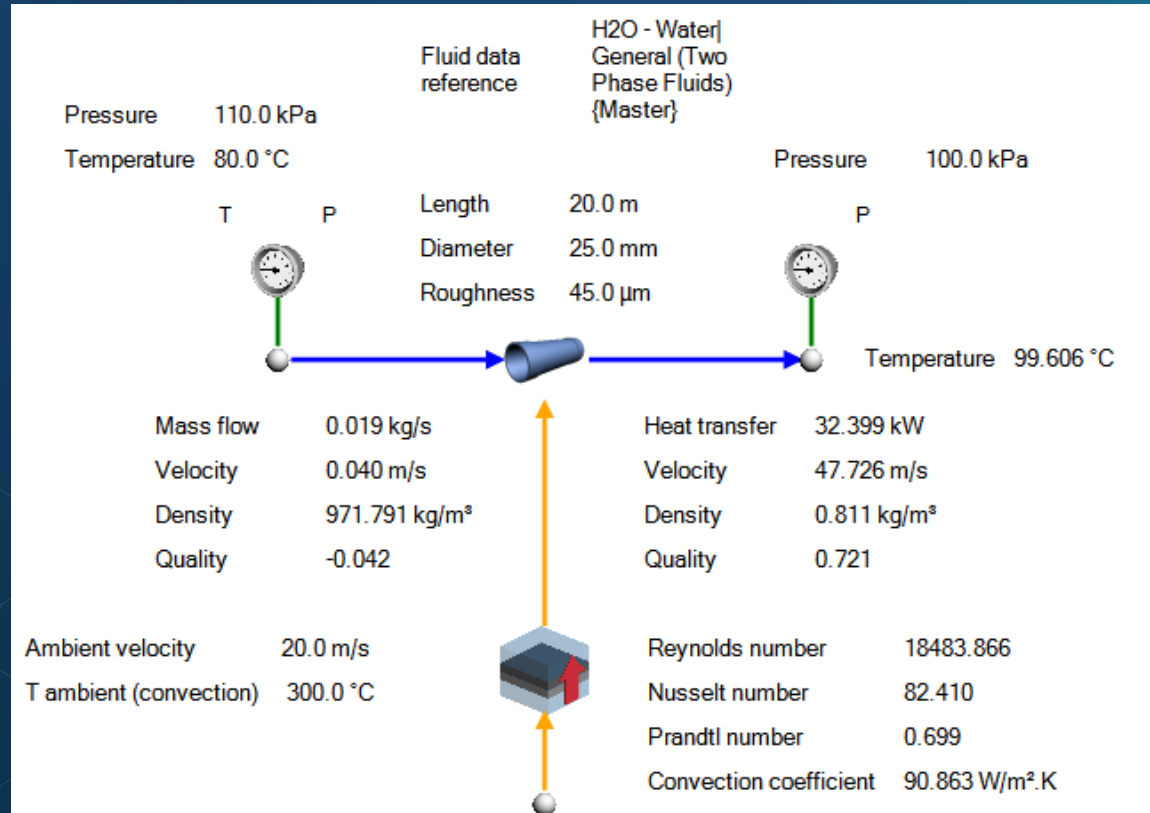 Fluid data
reference
H2O - Water|
General (Two
Phase Fluids)
{Master}
Pressure 110.0 kPa
Temperature 80.0 °C
Pressure 100.0 kPa
T P
Length 20.0 m
Diameter 25.0 mm
Roughness 45.0 µm
P
Temperature 99.606 °C
Mass flow 0.019 kg/s
Velocity 0.040 m/s
Density 971.791 kg/m³
Quality -0.042
Heat transfer 32.399 kW
Velocity 47.726 m/s
Density 0.811 kg/m³
Quality 0.721
Ambient velocity 20.0 m/s
T ambient (convection) 300.0 °C
Reynolds number 18483.866
Nusselt number 82.410
Prandtl number 0.699
Convection coefficient 90.863 W/m².K